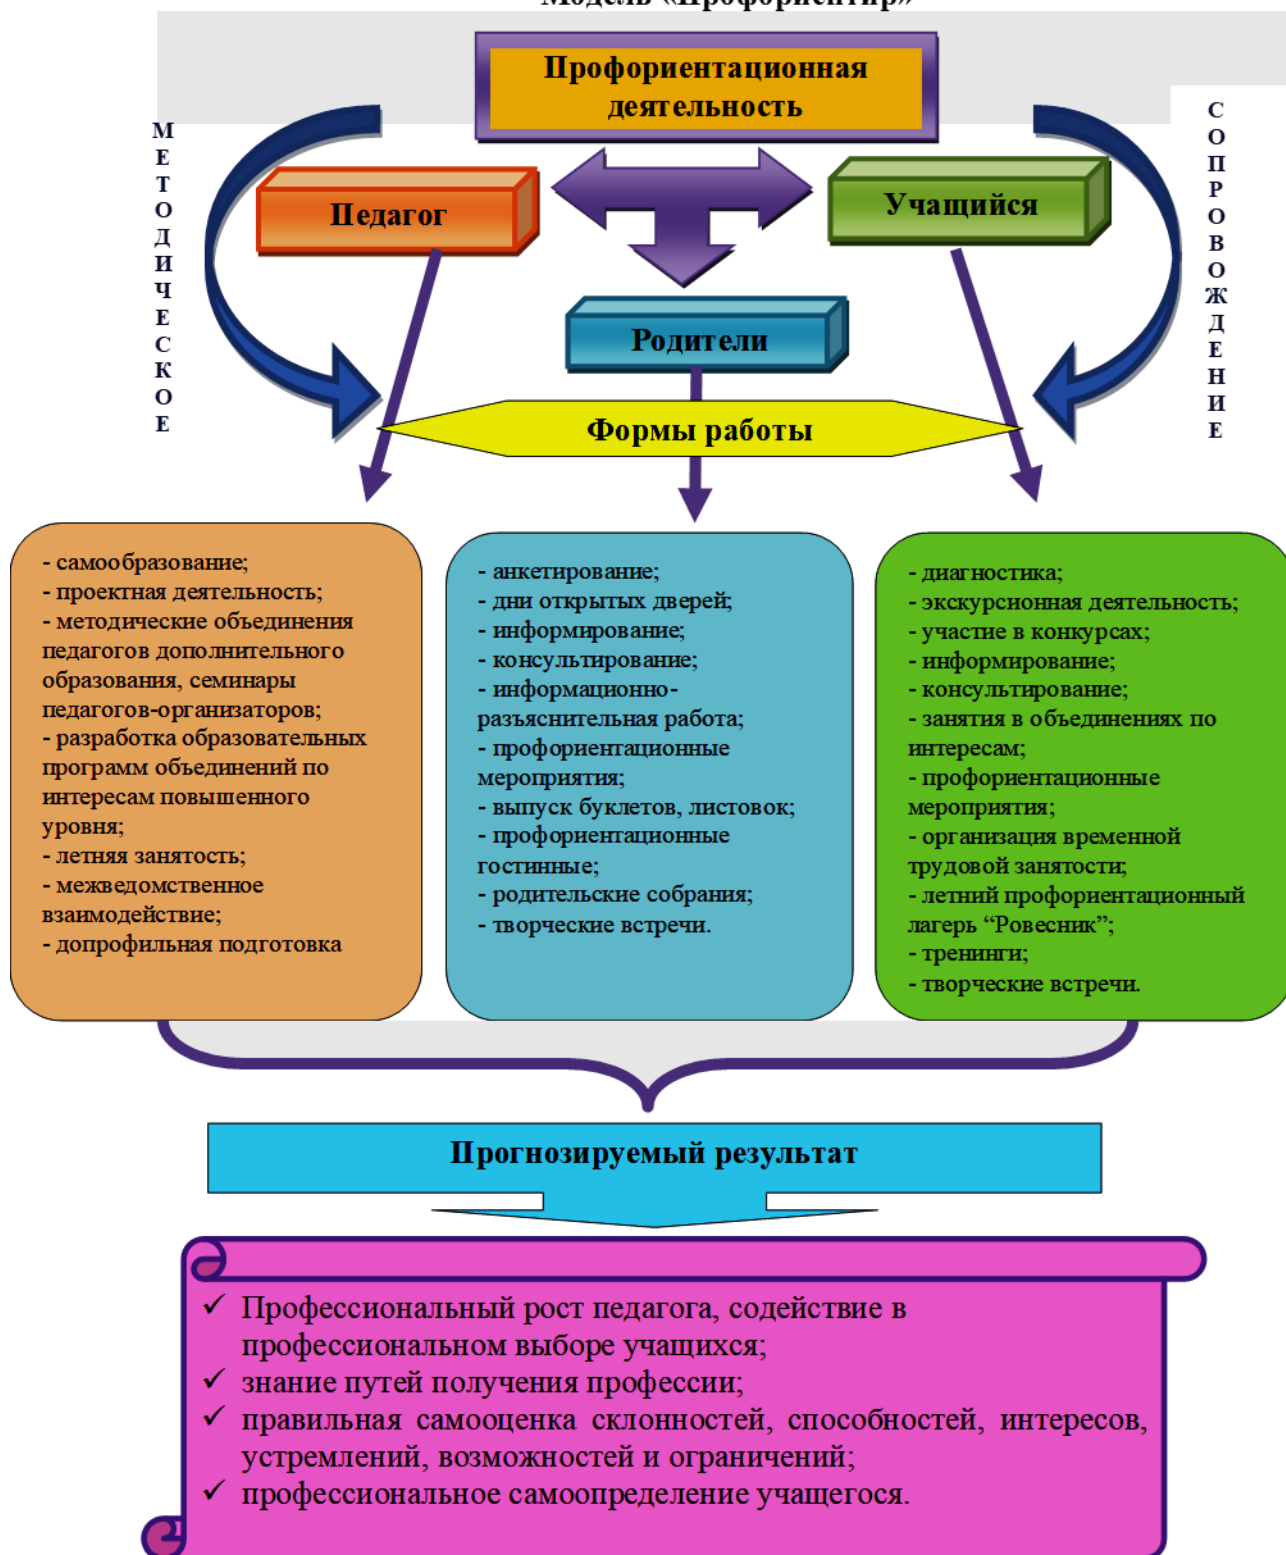 Модель «Профориентир»
Профориентационная
деятельность
МЕТОДИЧЕСКОЕ
СОПРОВОЖДЕНИЕ
Педагог
Учащийся
Родители
Формы работы
- самообразование;
- проектная деятельность;
- методические объединения
педагогов дополнительного
образования, семинары
педагогов-организаторов;
- разработка образовательных
программ объединений по
интересам повышенного
уровня;
- летняя занятость;
- межведомственное
взаимодействие;
- допрофильная подготовка
- анкетирование;
- дни открытых дверей;
- информирование;
- консультирование;
- информационно-
разъяснительная работа;
- профориентационные
мероприятия;
- выпуск буклетов, листовок;
- профориентационные
гостинные;
- родительские собрания;
- творческие встречи.
- диагностика;
- экскурсионная деятельность;
- участие в конкурсах;
- информирование;
- консультирование;
- занятия в объединениях по
интересам;
- профориентационные
мероприятия;
- организация временной
трудовой занятости;
- летний профориентационный
лагерь “Ровесник”;
- тренинги;
- творческие встречи.
Прогнозируемый результат
✓ Профессиональный рост педагога, содействие в
профессиональном выборе учащихся;
✓ знание путей получения профессии;
✓ правильная самооценка склонностей, способностей, интересов,
устремлений, возможностей и ограничений;
✓ профессиональное самоопределение учащегося.